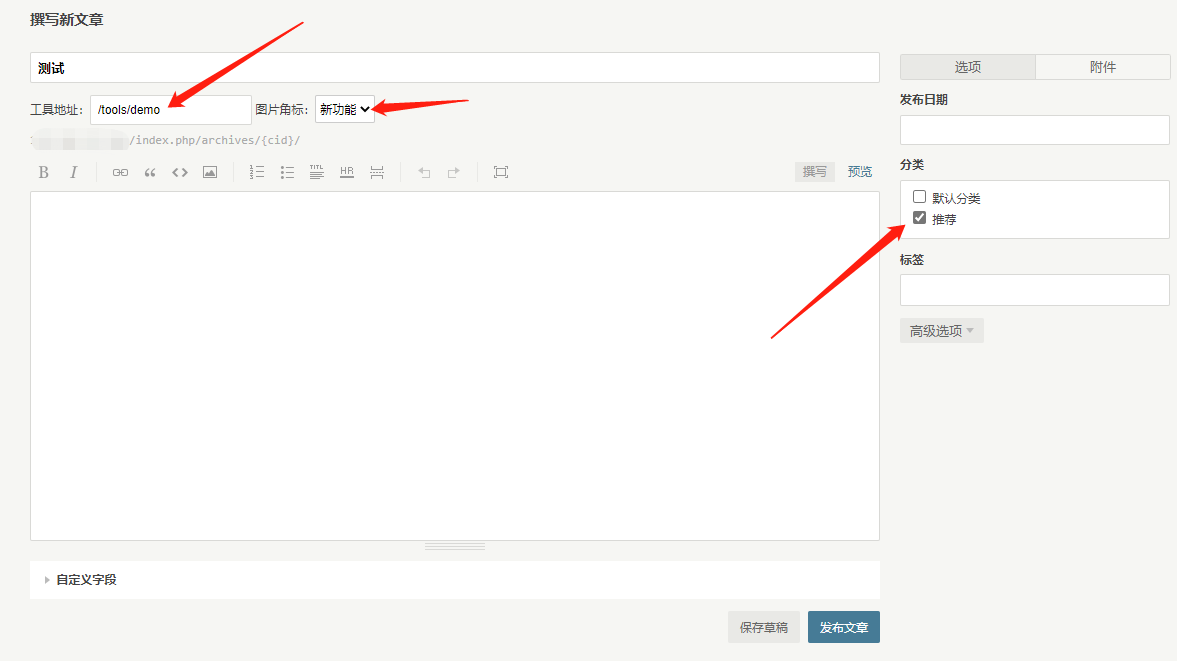 撰写新文章
测试
工具地址: /tools/demo 图片角标: 新功能
/index.php/archives/{cid}/
B I TITL HR 撰写 预览
自定义字段
保存草稿 发布文章
选项 附件
发布日期
分类
默认分类
推荐
标签
高级选项